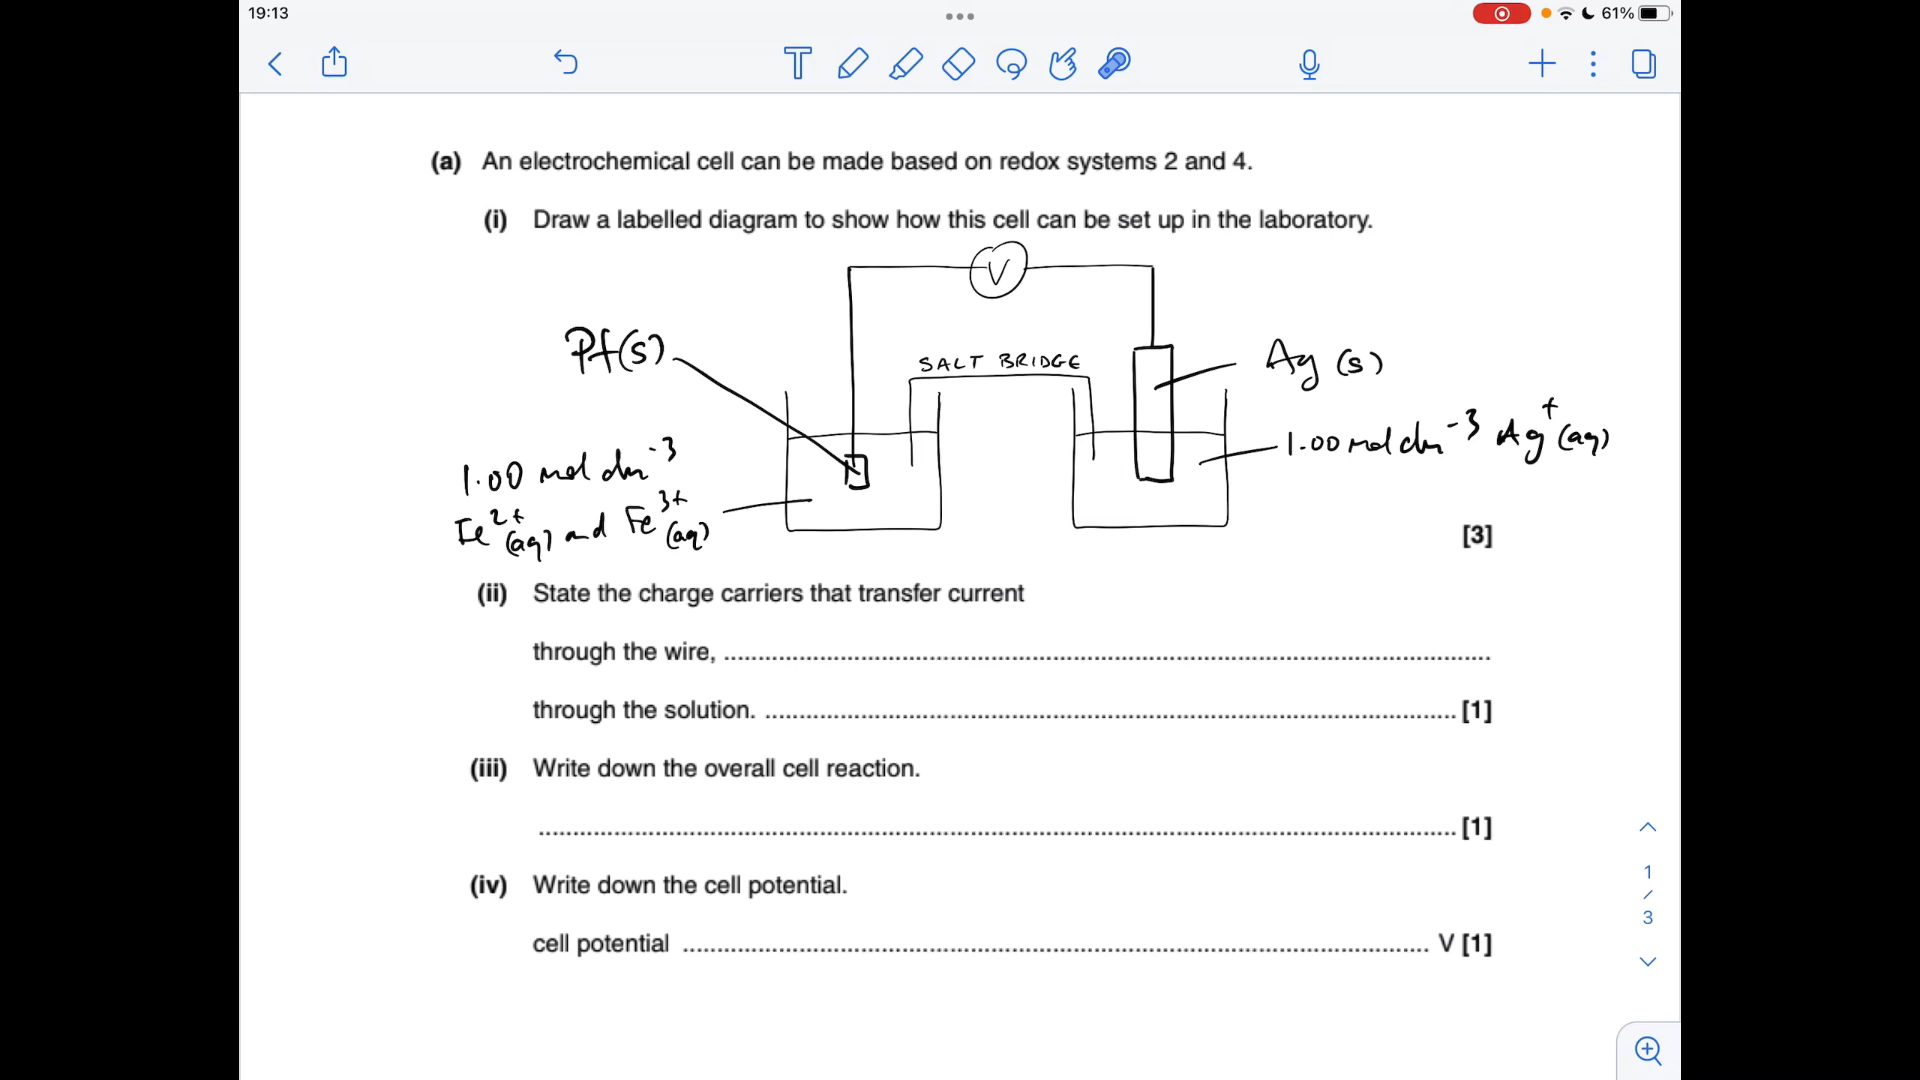 19:13
61%
T
(a) An electrochemical cell can be made based on redox systems 2 and 4.
(i) Draw a labelled diagram to show how this cell can be set up in the laboratory.
V
Pt(s)
SALT BRIDGE
Ag (s)
1.00 mol dm⁻³ Ag⁺(aq)
1.00 mol dm⁻³
Fe²⁺(aq) and Fe³⁺(aq)
[3]
(ii) State the charge carriers that transfer current
through the wire, ........................................
through the solution. ........................................ [1]
(iii) Write down the overall cell reaction.
........................................ [1]
(iv) Write down the cell potential.
cell potential ........................................ V [1]
1
/
3